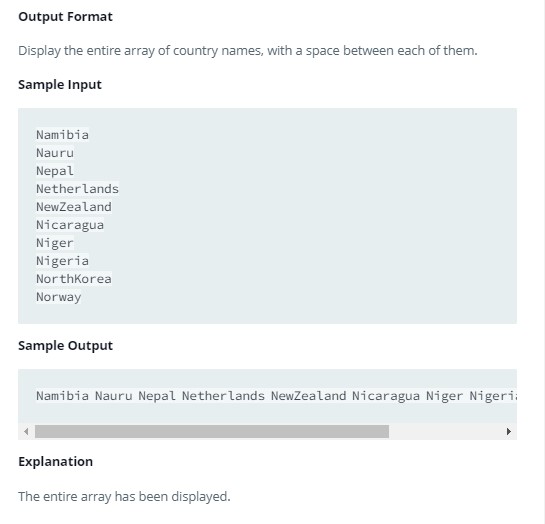 Output Format
Display the entire array of country names, with a space between each of them.
Sample Input
Namibia
Nauru
Nepal
Netherlands
NewZealand
Nicaragua
Niger
Nigeria
NorthKorea
Norway
Sample Output
Namibia Nauru Nepal Netherlands NewZealand Nicaragua Niger
Explanation
The entire array has been displayed.